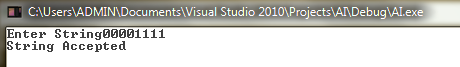 C:\Users\ADMIN\Documents\Visual Studio 2010\Projects\AI\Debug\AI.exe
Enter String00001111
String Accepted